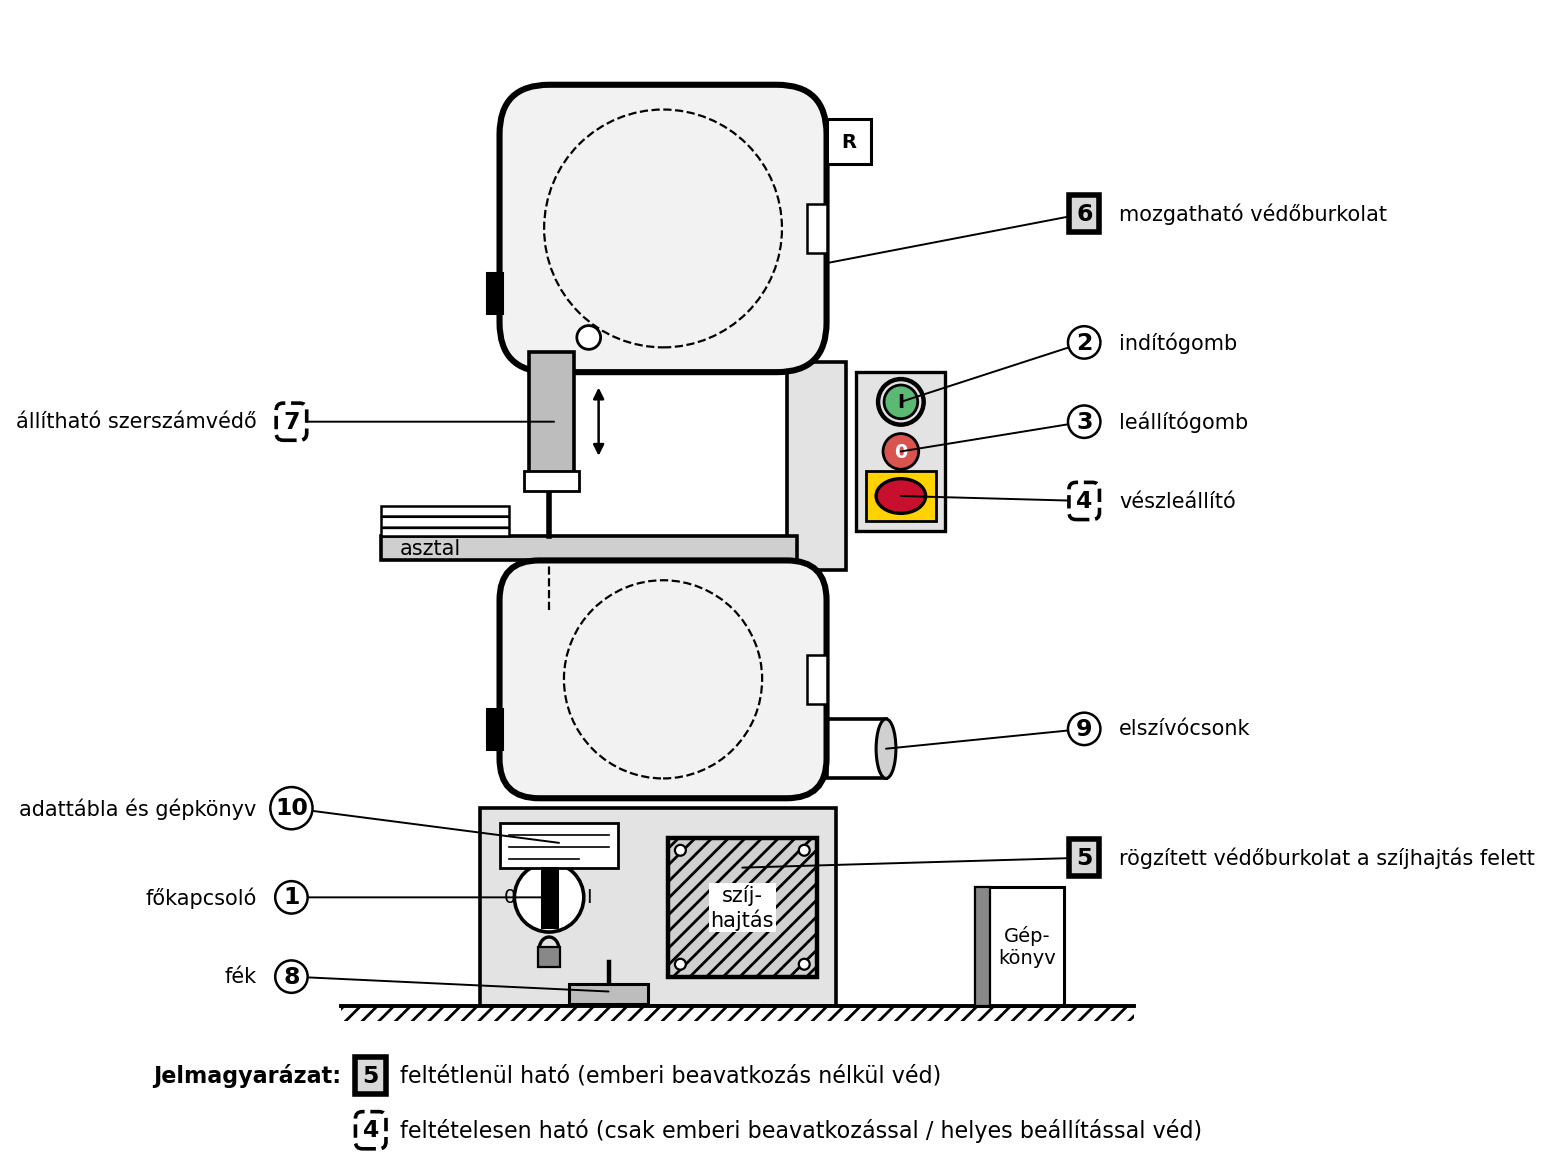 R
6 mozgatható védőburkolat
2 indítógomb
I
állítható szerszámvédő 7
3 leállítógomb
0
4 vészleállító
asztal
9 elszívócsonk
adattábla és gépkönyv 10
5 rögzített védőburkolat a szíjhajtás felett
főkapcsoló 1
0 I
szíj-
hajtás
Gép-
könyv
fék 8
Jelmagyarázat: 5 feltétlenül ható (emberi beavatkozás nélkül véd)
4 feltételesen ható (csak emberi beavatkozással / helyes beállítással véd)